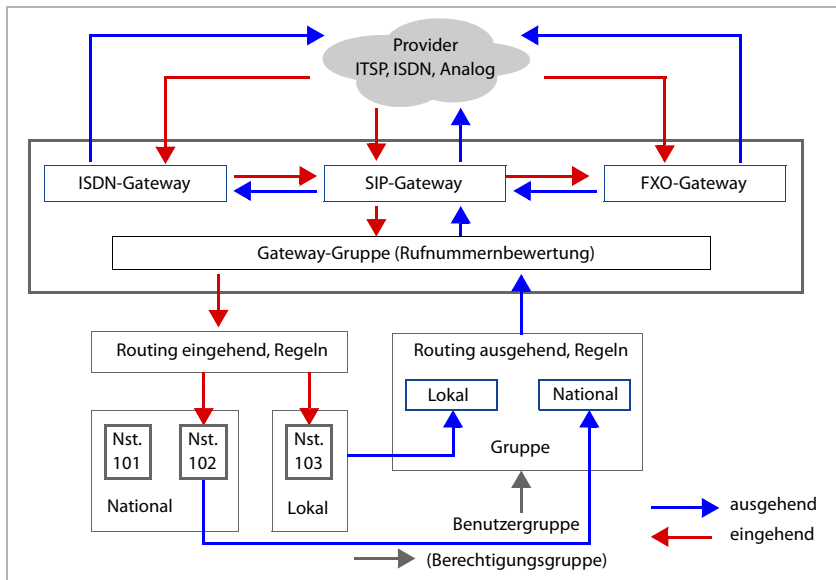 Provider
ITSP, ISDN, Analog
ISDN-Gateway
SIP-Gateway
FXO-Gateway
Gateway-Gruppe (Rufnummernbewertung)
Routing eingehend, Regeln
Routing ausgehend, Regeln
Lokal
National
Gruppe
Nst.
101
Nst.
102
National
Nst.
103
Lokal
Benutzergruppe
(Berechtigungsgruppe)
ausgehend
eingehend